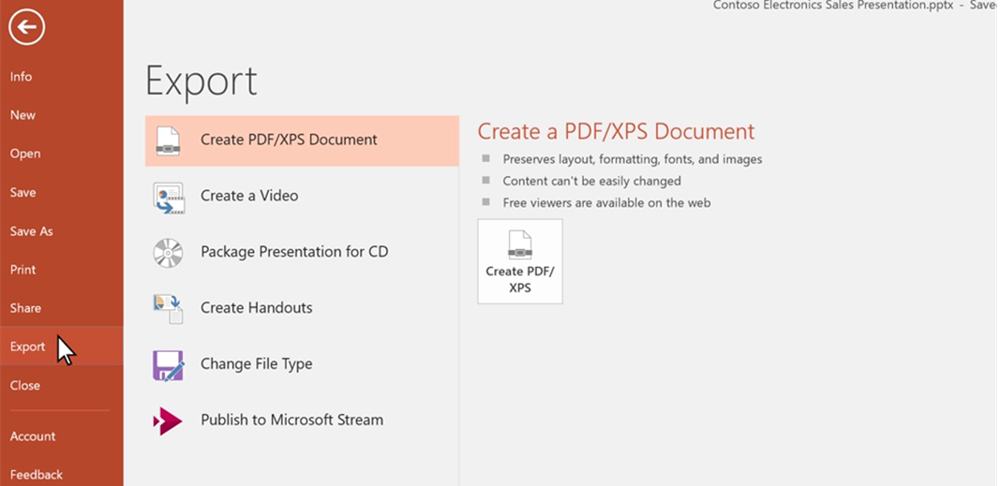 Contoso Electronics Sales Presentation.pptx - Save
Info
New
Open
Save
Save As
Print
Share
Export
Close
Account
Feedback
Export
Create PDF/XPS Document
Create a Video
Package Presentation for CD
Create Handouts
Change File Type
Publish to Microsoft Stream
Create a PDF/XPS Document
Preserves layout, formatting, fonts, and images
Content can't be easily changed
Free viewers are available on the web
Create PDF/
XPS